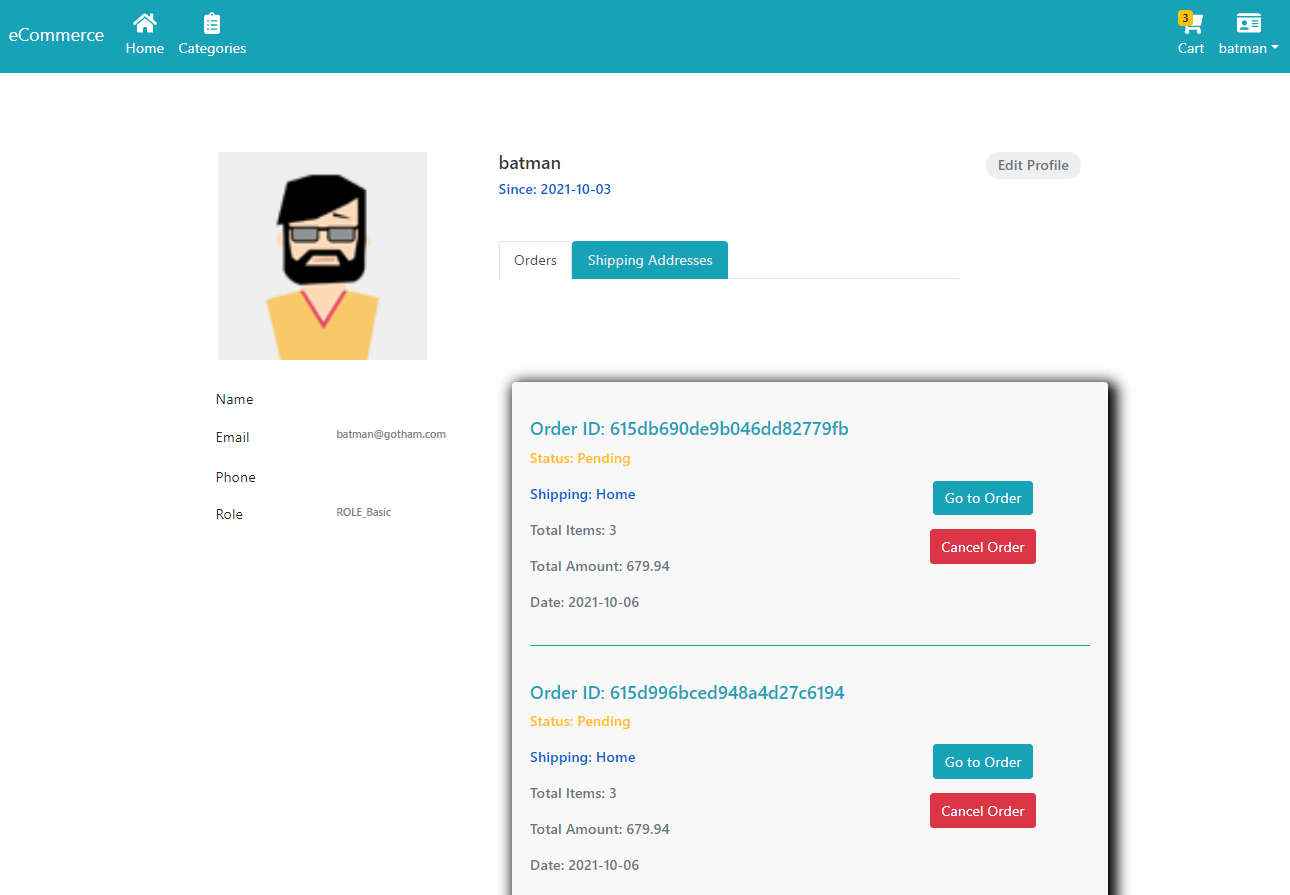 eCommerce
Home
Categories
3
Cart
batman
batman
Since: 2021-10-03
Edit Profile
Orders
Shipping Addresses
Name
Email
batman@gotham.com
Phone
Role
ROLE_Basic
Order ID: 615db690de9b046dd82779fb
Status: Pending
Shipping: Home
Total Items: 3
Total Amount: 679.94
Date: 2021-10-06
Go to Order
Cancel Order
Order ID: 615d996bced948a4d27c6194
Status: Pending
Shipping: Home
Total Items: 3
Total Amount: 679.94
Date: 2021-10-06
Go to Order
Cancel Order